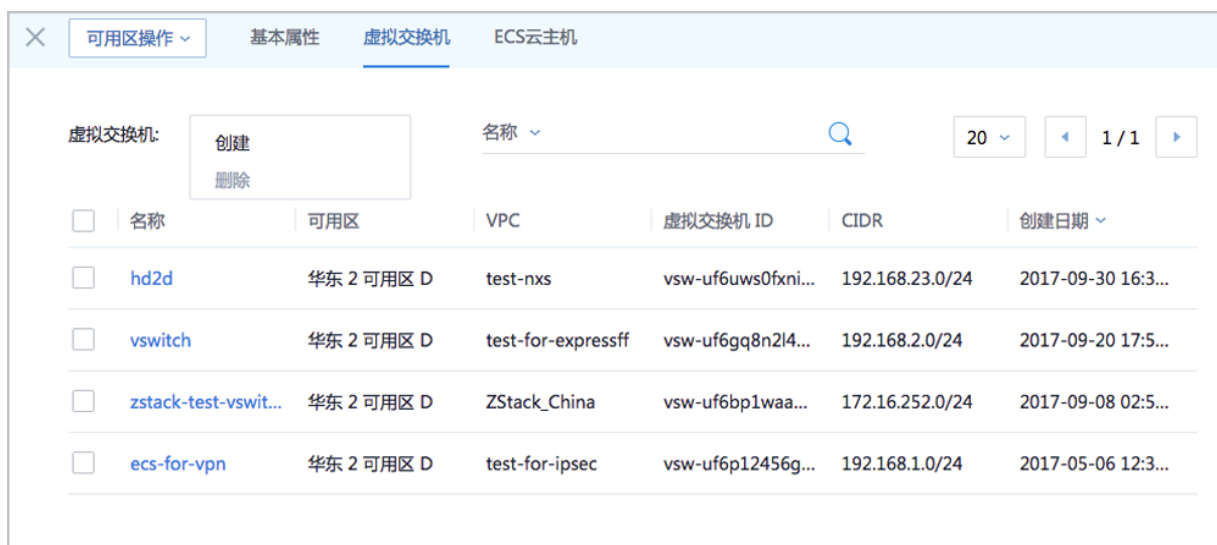 可用区操作 基本属性 虚拟交换机 ECS云主机
虚拟交换机: 创建 名称 20 1 / 1
删除
名称 可用区 VPC 虚拟交换机 ID CIDR 创建日期
hd2d 华东 2 可用区 D test-nxs vsw-uf6uws0fxni... 192.168.23.0/24 2017-09-30 16:3...
vswitch 华东 2 可用区 D test-for-expressff vsw-uf6gq8n2l4... 192.168.2.0/24 2017-09-20 17:5...
zstack-test-vswit... 华东 2 可用区 D ZStack_China vsw-uf6bp1waa... 172.16.252.0/24 2017-09-08 02:5...
ecs-for-vpn 华东 2 可用区 D test-for-ipsec vsw-uf6p12456g... 192.168.1.0/24 2017-05-06 12:3...